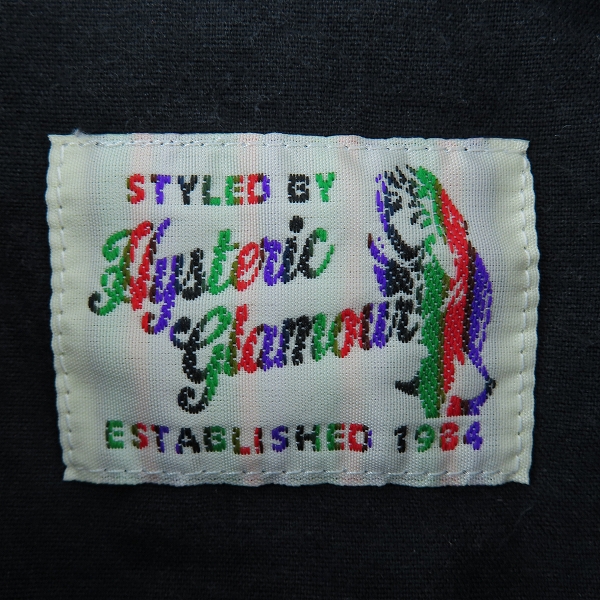 STYLED BY
Hysteric
Glamour
ESTABLISHED 1984